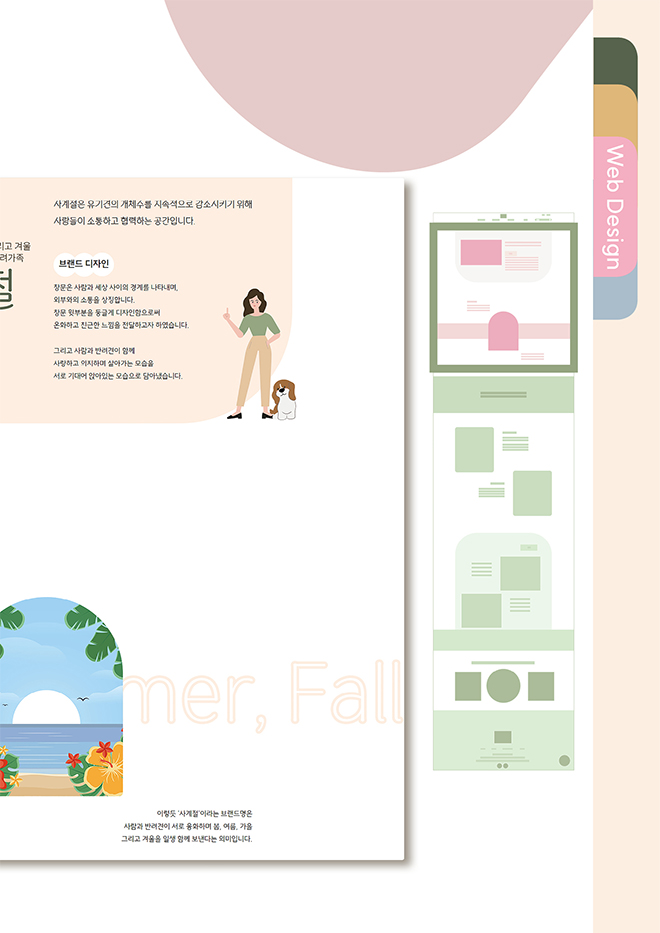 Web Design
사계절은 유기견의 개체수를 지속적으로 감소시키기 위해
사람들이 소통하고 협력하는 공간입니다.
리고 겨울
려가족
절
브랜드 디자인
창문은 사람과 세상 사이의 경계를 나타내며,
외부와의 소통을 상징합니다.
창문 윗부분을 둥글게 디자인함으로써
온화하고 친근한 느낌을 전달하고자 하였습니다.
그리고 사람과 반려견이 함께
사랑하고 의지하며 살아가는 모습을
서로 기대어 앉아있는 모습으로 담아냈습니다.
mer, Fall
이렇듯 '사계절'이라는 브랜드명은
사람과 반려견이 서로 융화하며 봄, 여름, 가을
그리고 겨울을 일생 함께 보낸다는 의미입니다.